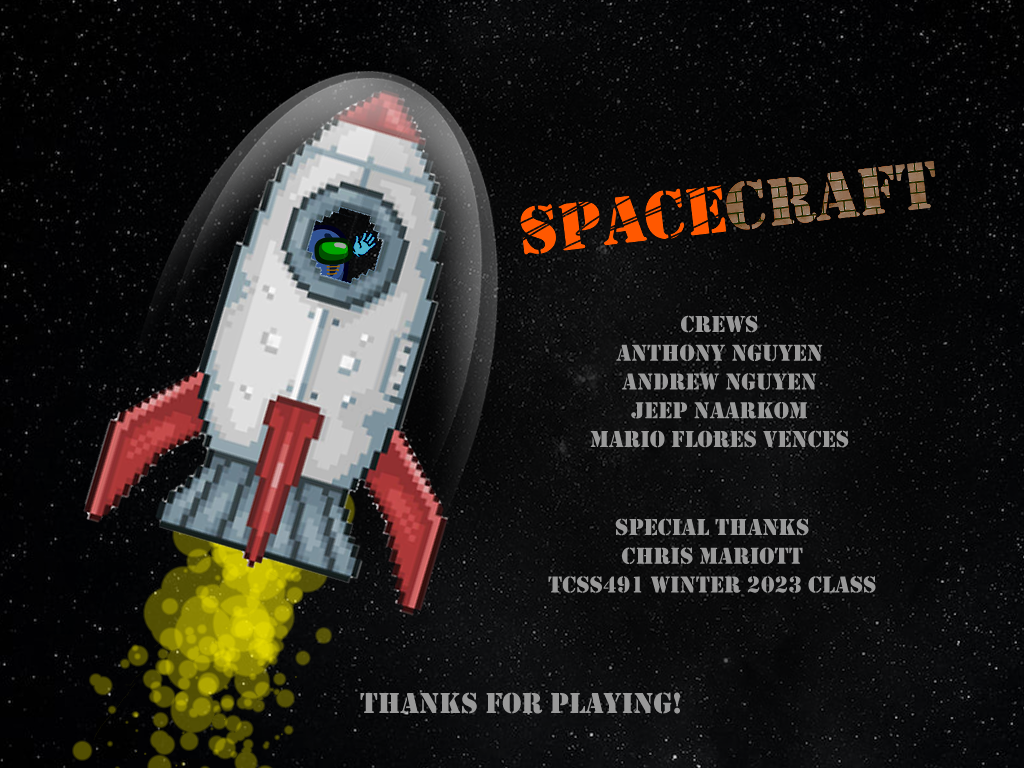 SPACECRAFT
CREWS
ANTHONY NGUYEN
ANDREW NGUYEN
JEEP NAARKOM
MARIO FLORES VENCES
SPECIAL THANKS
CHRIS MARIOTT
TCSS491 WINTER 2023 CLASS
THANKS FOR PLAYING!